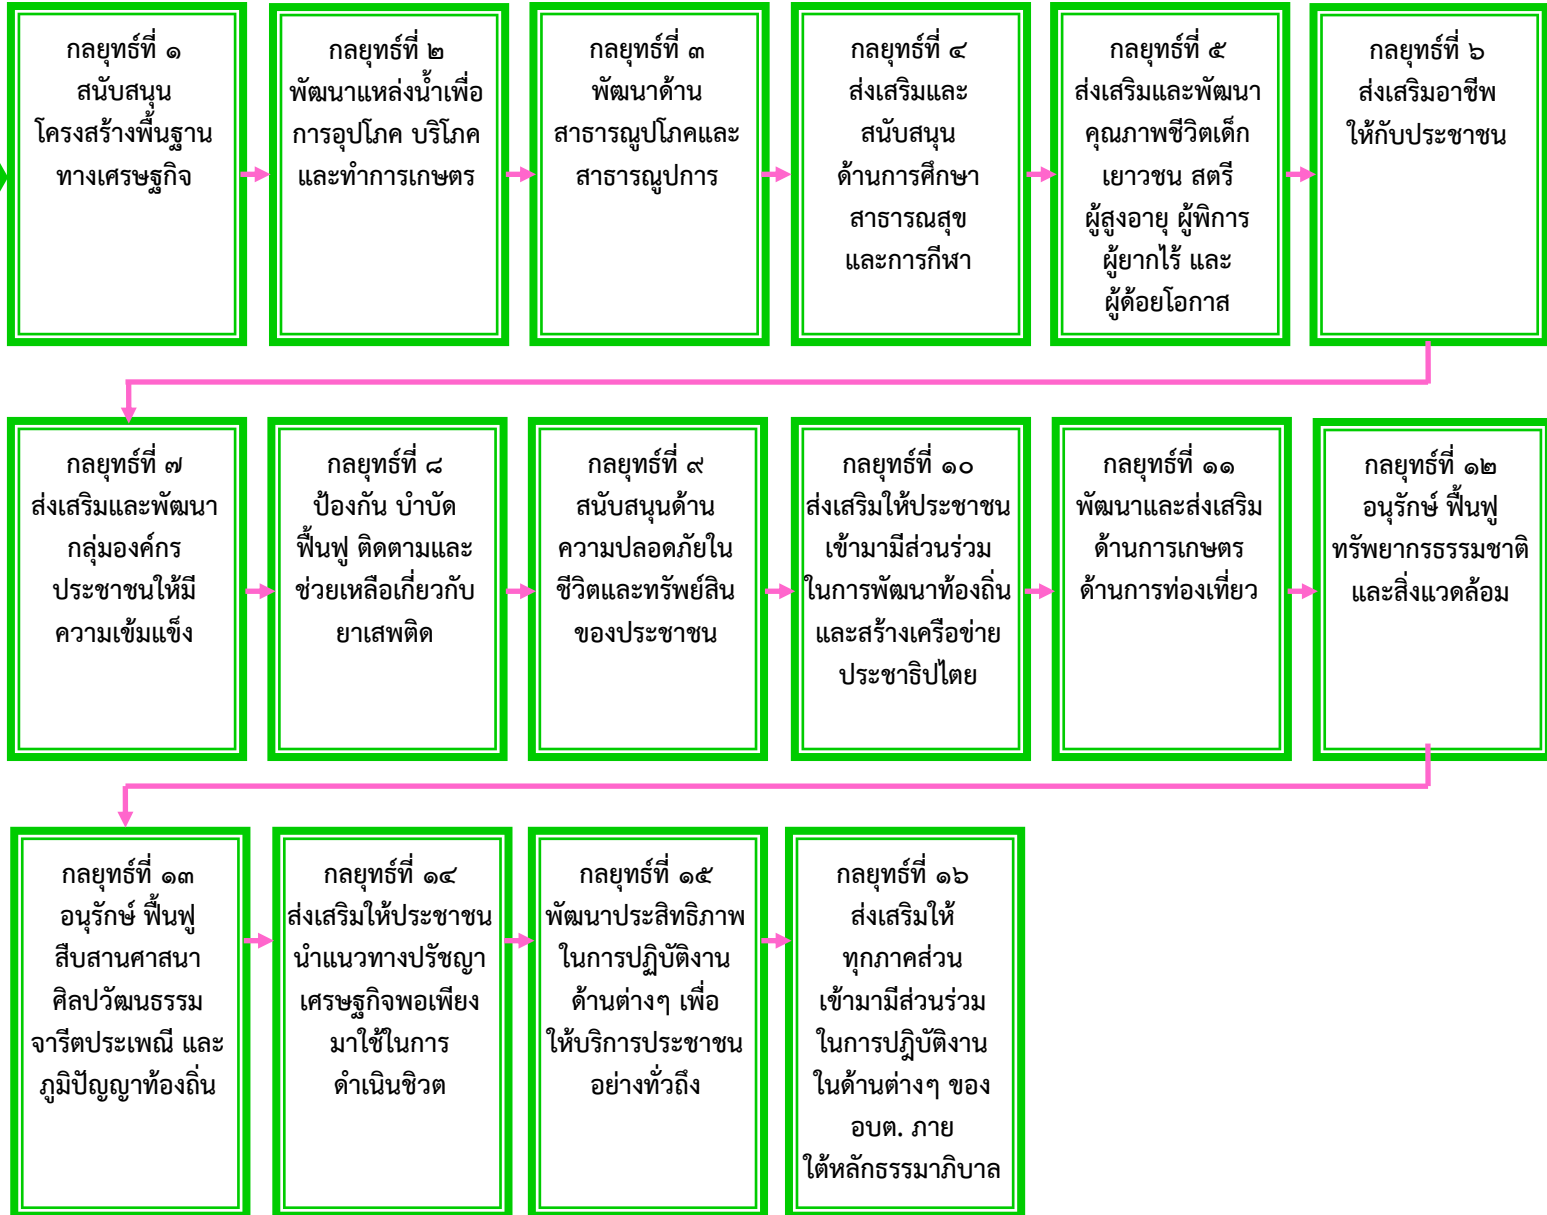 กลยุทธ์ที่ ๑
สนับสนุน
โครงสร้างพื้นฐาน
ทางเศรษฐกิจ
กลยุทธ์ที่ ๒
พัฒนาแหล่งน้ำเพื่อ
การอุปโภค บริโภค
และทำการเกษตร
กลยุทธ์ที่ ๓
พัฒนาด้าน
สาธารณูปโภคและ
สาธารณูปการ
กลยุทธ์ที่ ๔
ส่งเสริมและ
สนับสนุน
ด้านการศึกษา
สาธารณสุข
และการกีฬา
กลยุทธ์ที่ ๕
ส่งเสริมและพัฒนา
คุณภาพชีวิตเด็ก
เยาวชน สตรี
ผู้สูงอายุ ผู้พิการ
ผู้ยากไร้ และ
ผู้ด้อยโอกาส
กลยุทธ์ที่ ๖
ส่งเสริมอาชีพ
ให้กับประชาชน
กลยุทธ์ที่ ๗
ส่งเสริมและพัฒนา
กลุ่มองค์กร
ประชาชนให้มี
ความเข้มแข็ง
กลยุทธ์ที่ ๘
ป้องกัน บำบัด
ฟื้นฟู ติดตามและ
ช่วยเหลือเกี่ยวกับ
ยาเสพติด
กลยุทธ์ที่ ๙
สนับสนุนด้าน
ความปลอดภัยใน
ชีวิตและทรัพย์สิน
ของประชาชน
กลยุทธ์ที่ ๑๐
ส่งเสริมให้ประชาชน
เข้ามามีส่วนร่วม
ในการพัฒนาท้องถิ่น
และสร้างเครือข่าย
ประชาธิปไตย
กลยุทธ์ที่ ๑๑
พัฒนาและส่งเสริม
ด้านการเกษตร
ด้านการท่องเที่ยว
กลยุทธ์ที่ ๑๒
อนุรักษ์ ฟื้นฟู
ทรัพยากรธรรมชาติ
และสิ่งแวดล้อม
กลยุทธ์ที่ ๑๓
อนุรักษ์ ฟื้นฟู
สืบสานศาสนา
ศิลปวัฒนธรรม
จารีตประเพณี และ
ภูมิปัญญาท้องถิ่น
กลยุทธ์ที่ ๑๔
ส่งเสริมให้ประชาชน
นำแนวทางปรัชญา
เศรษฐกิจพอเพียง
มาใช้ในการ
ดำเนินชิวต
กลยุทธ์ที่ ๑๕
พัฒนาประสิทธิภาพ
ในการปฏิบัติงาน
ด้านต่างๆ เพื่อ
ให้บริการประชาชน
อย่างทั่วถึง
กลยุทธ์ที่ ๑๖
ส่งเสริมให้
ทุกภาคส่วน
เข้ามามีส่วนร่วม
ในการปฎิบัติงาน
ในด้านต่างๆ ของ
อบต. ภาย
ใต้หลักธรรมาภิบาล